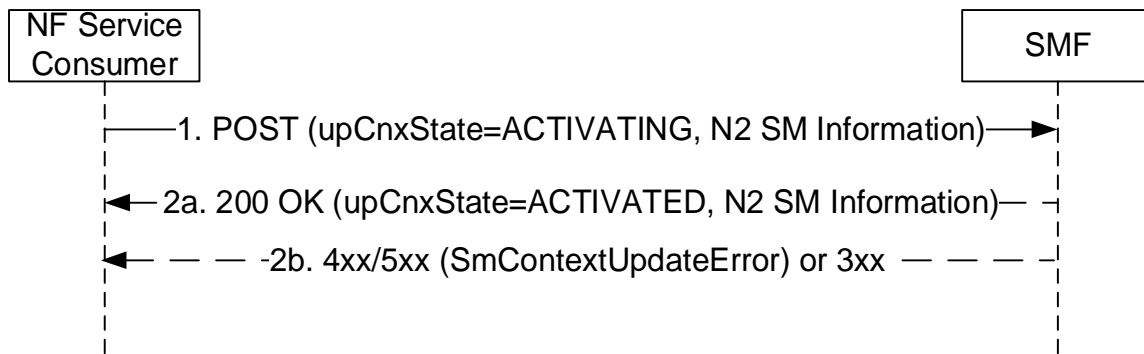 NF Service
Consumer
SMF
1. POST (upCnxState=ACTIVATING, N2 SM Information)
2a. 200 OK (upCnxState=ACTIVATED, N2 SM Information)
2b. 4xx/5xx (SmContextUpdateError) or 3xx